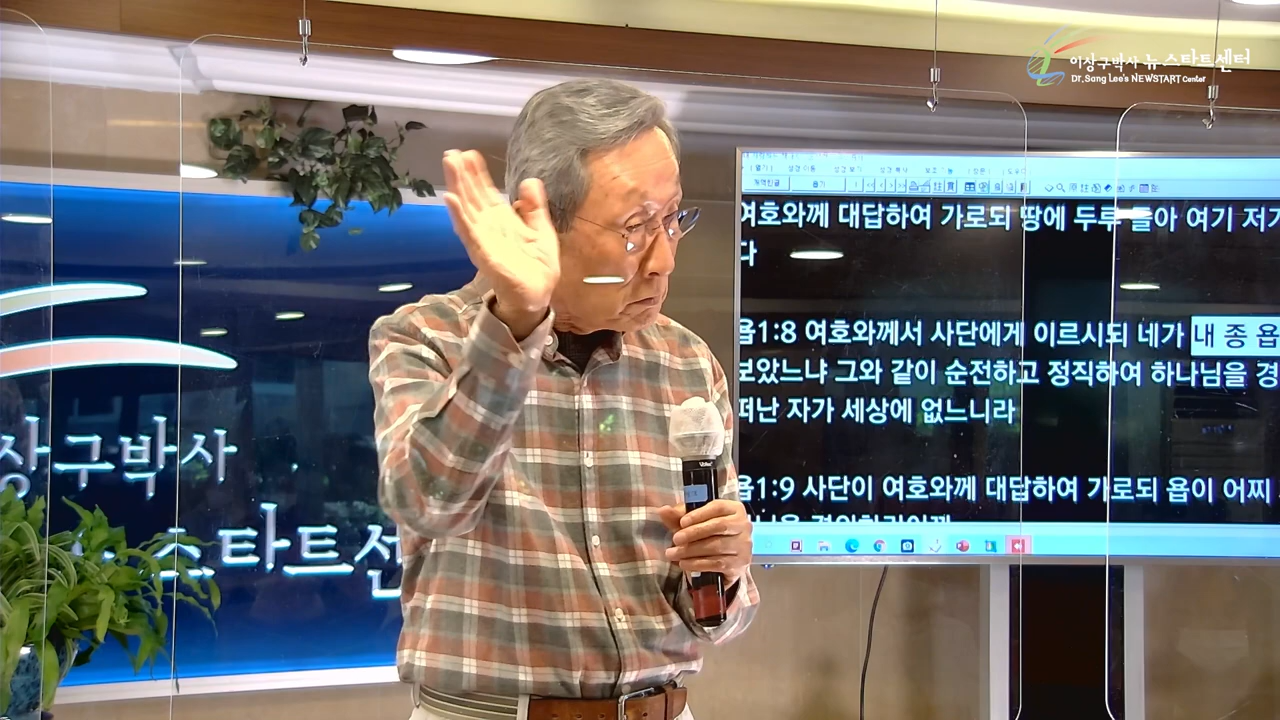 이상구박사 뉴스타트센터
Dr. Sang Lee's NEWSTART Center
개역한글 욥기
여호와께 대답하여 가로되 땅에 두루 돌아 여기 저기
다
욥1:8 여호와께서 사단에게 이르시되 네가 내 종 욥
보았느냐 그와 같이 순전하고 정직하여 하나님을 경
떠난 자가 세상에 없느니라
욥1:9 사단이 여호와께 대답하여 가로되 욥이 어찌
상구박사
스타트센